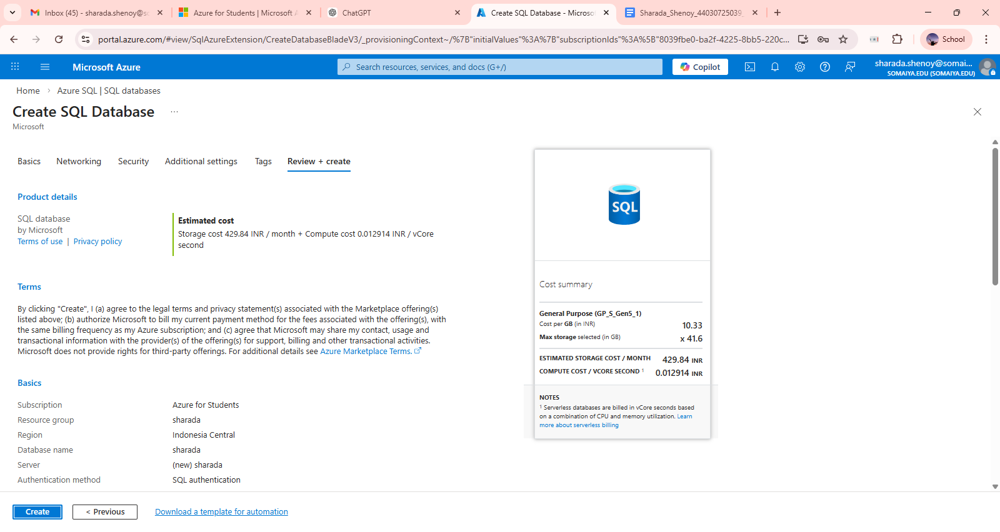 Inbox (45) - sharada.shenoy@so
Azure for Students | Microsoft A
ChatGPT
Create SQL Database - Microsof
Sharada_Shenoy_44030725039_
portal.azure.com/#view/SqlAzureExtension/CreateDatabaseBladeV3/_provisioningContext~/%7B"initialValues"%3A%7B"subscriptionIds"%3A%5B"8039fbe0-ba2f-4225-8bb5-220c...
School
Microsoft Azure
Search resources, services, and docs (G+/)
Copilot
sharada.shenoy@somai...
SOMAIYA.EDU (SOMAIYA.EDU)
Home > Azure SQL | SQL databases
Create SQL Database ...
Microsoft
Basics Networking Security Additional settings Tags Review + create
Product details
SQL database
by Microsoft
Terms of use | Privacy policy
Estimated cost
Storage cost 429.84 INR / month + Compute cost 0.012914 INR / vCore
second
Terms
By clicking "Create", I (a) agree to the legal terms and privacy statement(s) associated with the Marketplace offering(s)
listed above; (b) authorize Microsoft to bill my current payment method for the fees associated with the offering(s), with
the same billing frequency as my Azure subscription; and (c) agree that Microsoft may share my contact, usage and
transactional information with the provider(s) of the offering(s) for support, billing and other transactional activities.
Microsoft does not provide rights for third-party offerings. For additional details see Azure Marketplace Terms.
Basics
Subscription Azure for Students
Resource group sharada
Region Indonesia Central
Database name sharada
Server (new) sharada
Authentication method SQL authentication
SQL
Cost summary
General Purpose (GP_S_Gen5_1)
Cost per GB (in INR) 10.33
Max storage selected (in GB) x 41.6
ESTIMATED STORAGE COST / MONTH 429.84 INR
COMPUTE COST / VCORE SECOND 1 0.012914 INR
NOTES
1 Serverless databases are billed in vCore seconds based
on a combination of CPU and memory utilization. Learn
more about serverless billing
Create
< Previous
Download a template for automation